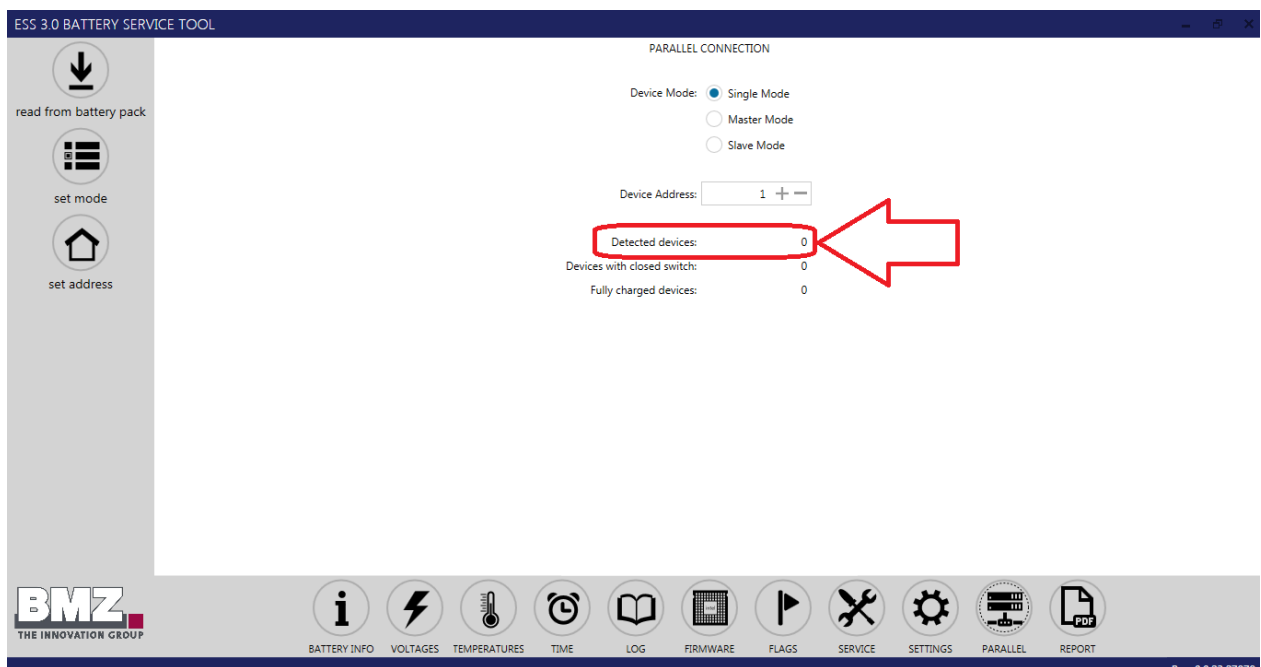 ESS 3.0 BATTERY SERVICE TOOL
PARALLEL CONNECTION
read from battery pack
set mode
set address
Device Mode: Single Mode
Master Mode
Slave Mode
Device Address: 1
Detected devices: 0
Devices with closed switch: 0
Fully charged devices: 0
BMZ
THE INNOVATION GROUP
BATTERY INFO VOLTAGES TEMPERATURES TIME LOG FIRMWARE FLAGS SERVICE SETTINGS PARALLEL REPORT
PDF